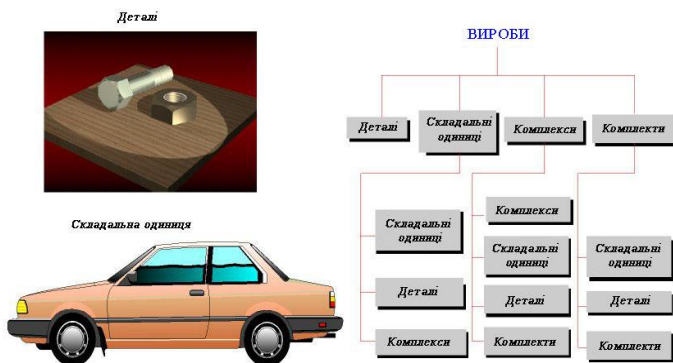 Деталі
Складальна одиниця
ВИРОБИ
Деталі
Складальні
одиниці
Комплекси
Комплекти
Складальні
одиниці
Деталі
Комплекси
Комплекси
Складальні
одиниці
Деталі
Комплекти
Складальні
одиниці
Деталі
Комплекти